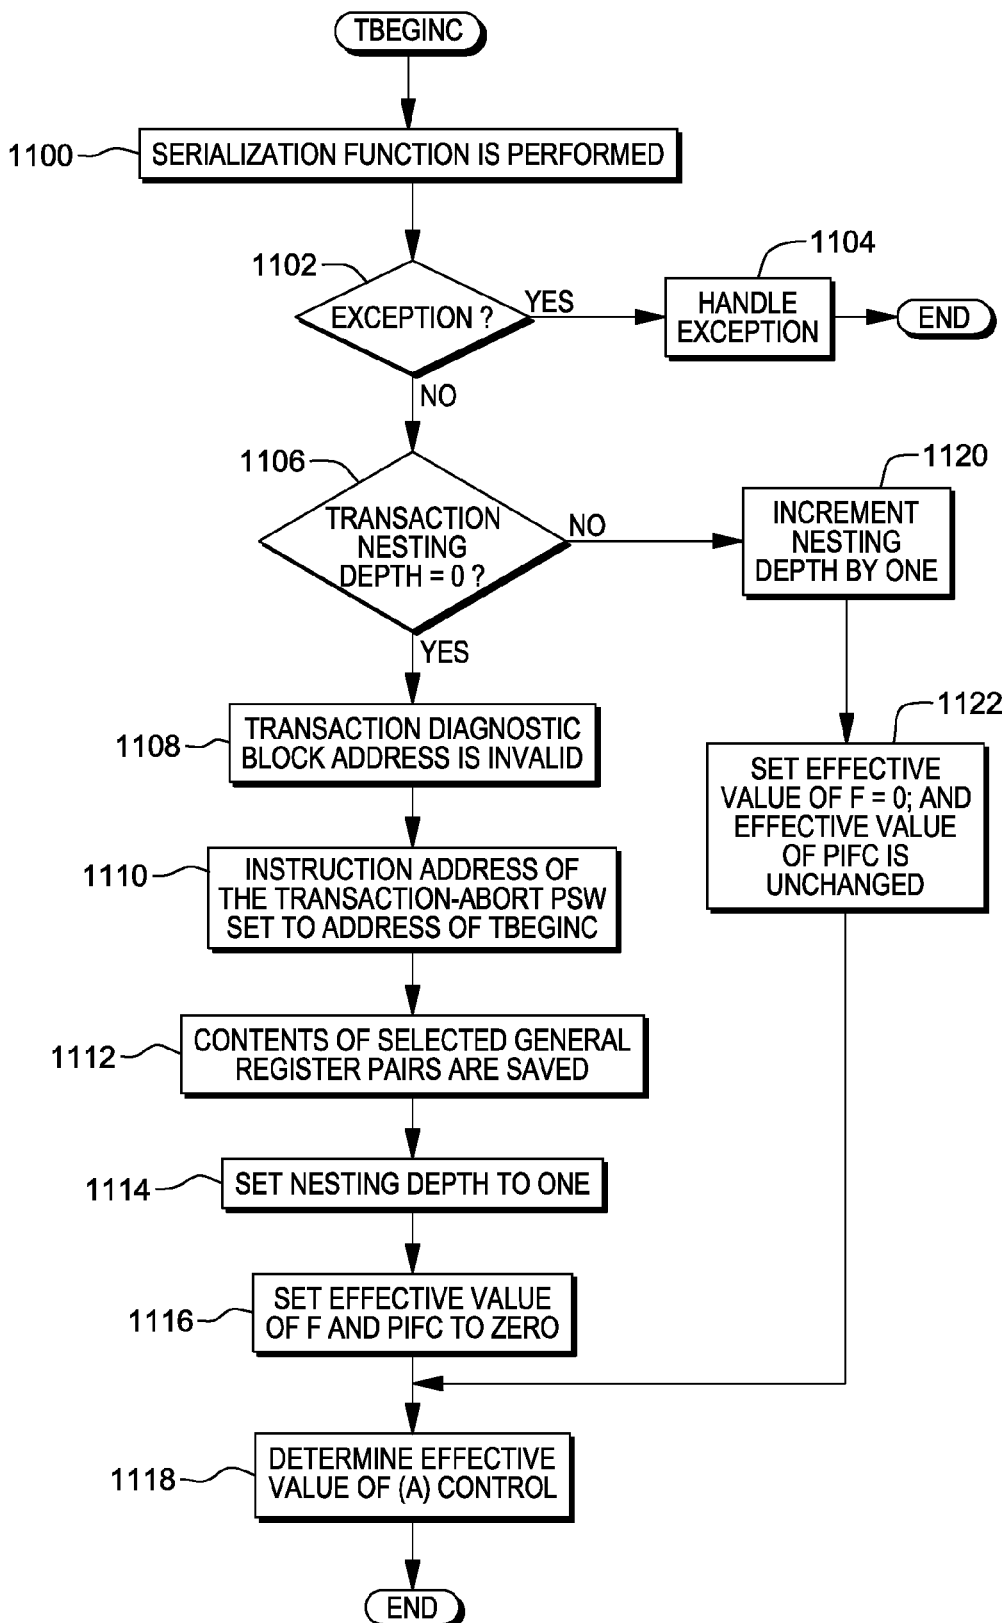 TBEGINC
1100
SERIALIZATION FUNCTION IS PERFORMED
1102
EXCEPTION ?
YES
1104
HANDLE
EXCEPTION
END
NO
1106
TRANSACTION
NESTING
DEPTH = 0 ?
NO
1120
INCREMENT
NESTING
DEPTH BY ONE
YES
1108
TRANSACTION DIAGNOSTIC
BLOCK ADDRESS IS INVALID
1122
SET EFFECTIVE
VALUE OF F = 0; AND
EFFECTIVE VALUE
OF PIFC IS
UNCHANGED
1110
INSTRUCTION ADDRESS OF
THE TRANSACTION-ABORT PSW
SET TO ADDRESS OF TBEGINC
1112
CONTENTS OF SELECTED GENERAL
REGISTER PAIRS ARE SAVED
1114
SET NESTING DEPTH TO ONE
1116
SET EFFECTIVE VALUE
OF F AND PIFC TO ZERO
1118
DETERMINE EFFECTIVE
VALUE OF (A) CONTROL
END